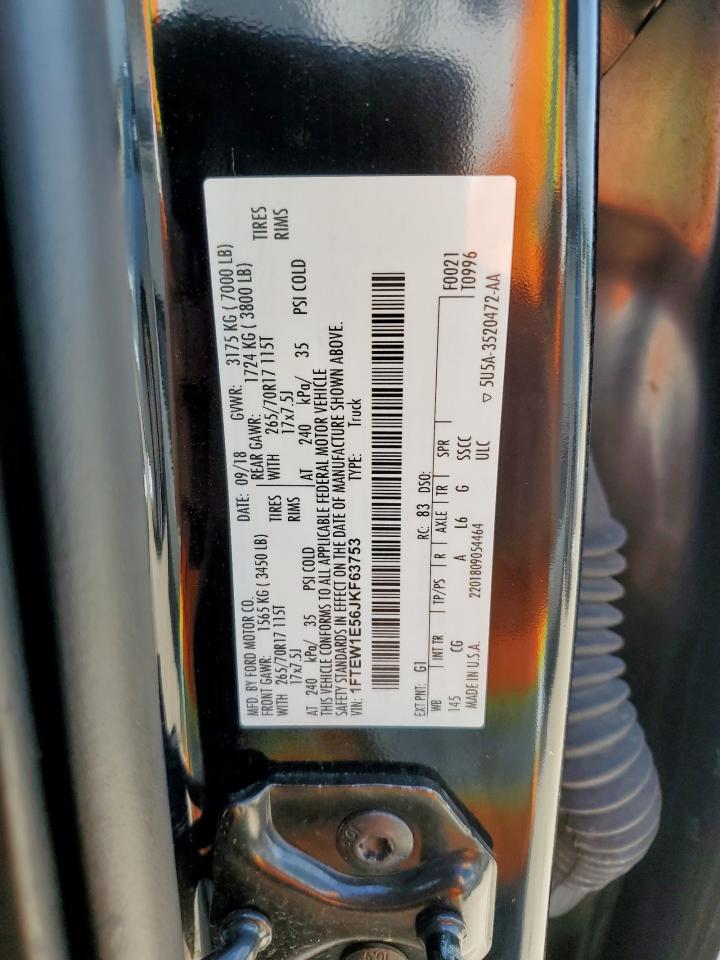 MFD. BY FORD MOTOR CO.
DATE: 09/18 GVWR: 3175 KG ( 7000 LB)
FRONT GAWR: 1565 KG ( 3450 LB)
REAR GAWR: 1724 KG ( 3800 LB)
WITH 265/70R17 115T TIRES
WITH 265/70R17 115T TIRES
17x7.5J RIMS
17x7.5J RIMS
AT 240 kPa/ 35 PSI COLD
AT 240 kPa/ 35 PSI COLD
THIS VEHICLE CONFORMS TO ALL APPLICABLE FEDERAL MOTOR VEHICLE
SAFETY STANDARDS IN EFFECT ON THE DATE OF MANUFACTURE SHOWN ABOVE.
VIN: 1FTEW1E56JKF63753 TYPE: Truck
EXT PNT: G1 RC: 83 DSO: F0021
T0996
WB INT TR TP/PS R AXLE TR SPR
145 CG A L6 G SSCC
ULC
MADE IN U.S.A. 2201809054464
▽ 5U5A-3520472-AA